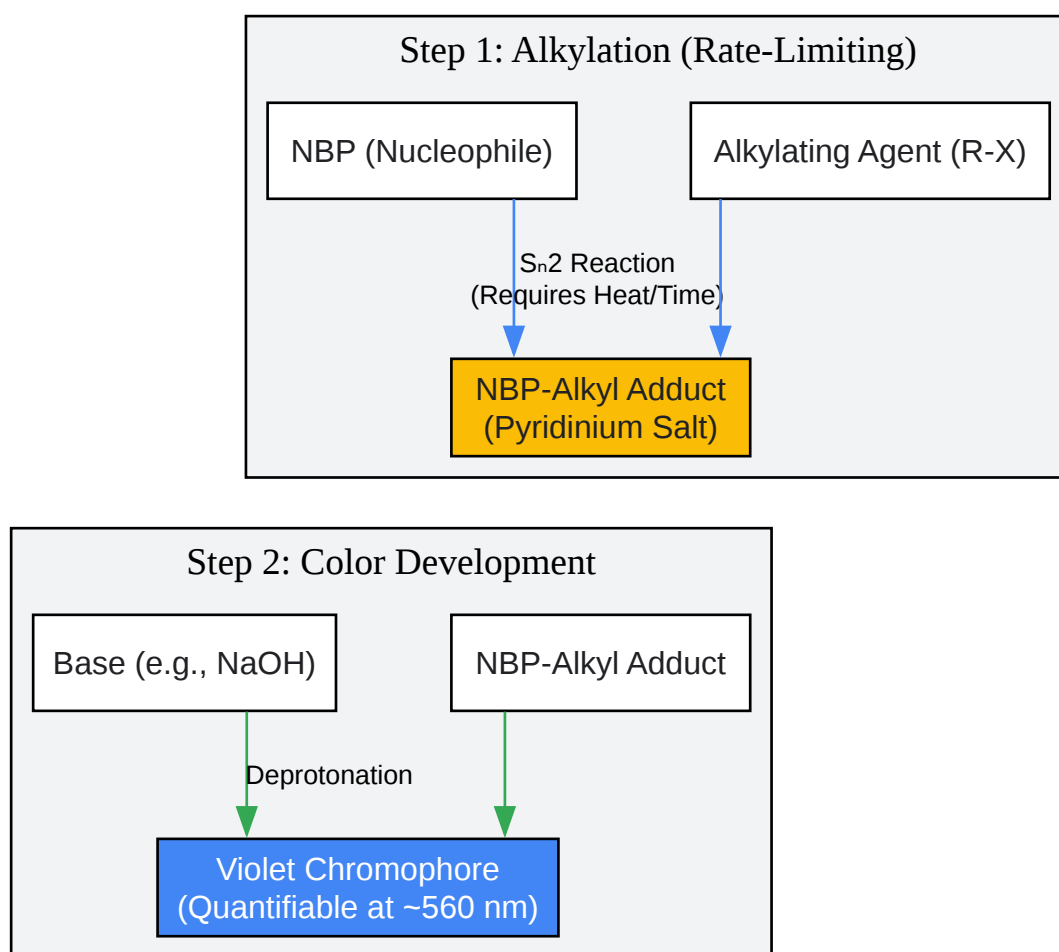 Step 1: Alkylation (Rate-Limiting)
NBP (Nucleophile)
Alkylating Agent (R-X)
Sₙ2 Reaction
(Requires Heat/Time)
NBP-Alkyl Adduct
(Pyridinium Salt)
Step 2: Color Development
Base (e.g., NaOH)
NBP-Alkyl Adduct
Deprotonation
Violet Chromophore
(Quantifiable at ~560 nm)